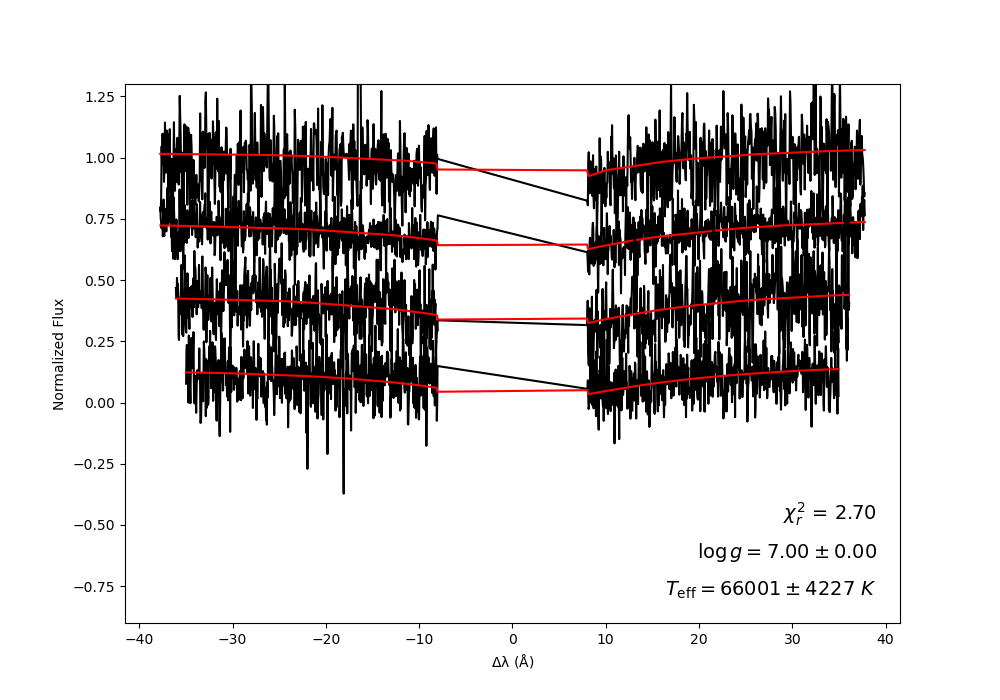 1.25
1.00
0.75
0.50
0.25
0.00
−0.25
−0.50
−0.75
Normalized Flux
χ²ᵣ = 2.70
log g = 7.00 ± 0.00
T_eff = 66001 ± 4227 K
−40 −30 −20 −10 0 10 20 30 40
Δλ (Å)